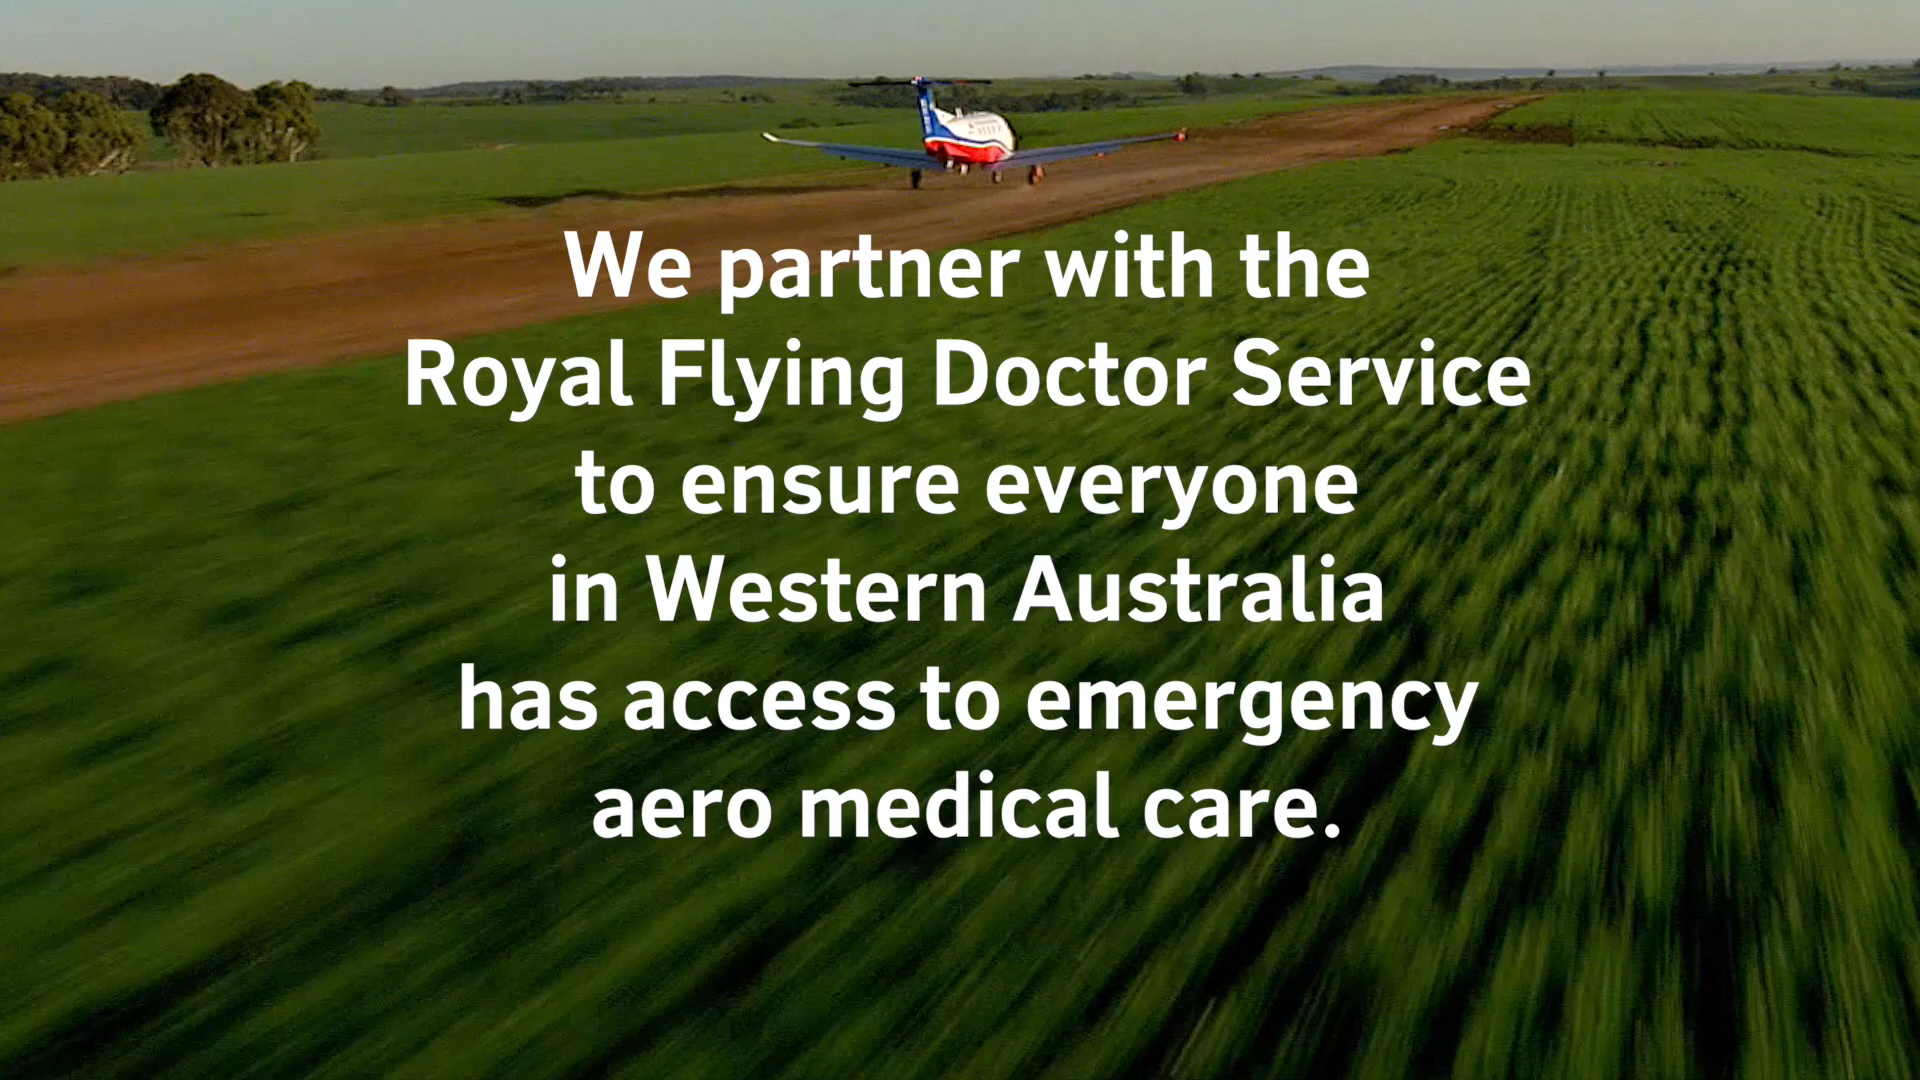 We partner with the
Royal Flying Doctor Service
to ensure everyone
in Western Australia
has access to emergency
aero medical care.